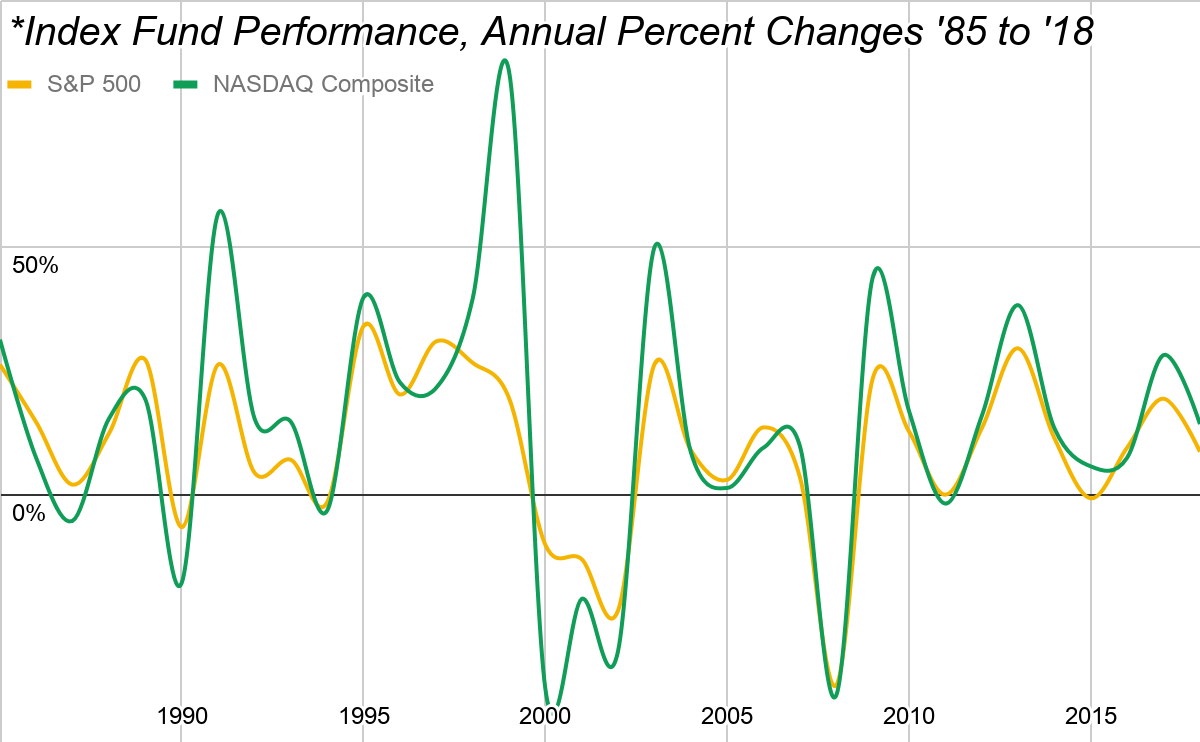 *Index Fund Performance, Annual Percent Changes '85 to '18
S&P 500 NASDAQ Composite
50%
0%
1990 1995 2000 2005 2010 2015